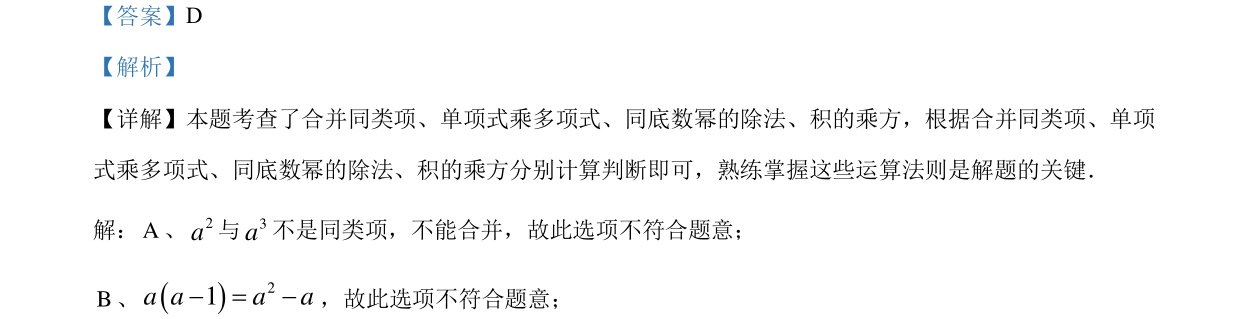 【答案】D
【解析】
【详解】本题考查了合并同类项、单项式乘多项式、同底数幂的除法、积的乘方，根据合并同类项、单项
式乘多项式、同底数幂的除法、积的乘方分别计算判断即可，熟练掌握这些运算法则是解题的关键．
解：A、a²与a³不是同类项，不能合并，故此选项不符合题意；
B、a(a−1)=a²−a，故此选项不符合题意；